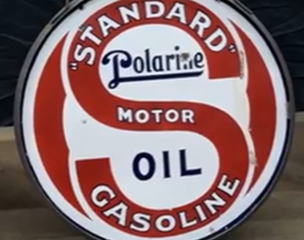 "STANDARD"
Polarine
MOTOR
OIL
GASOLINE